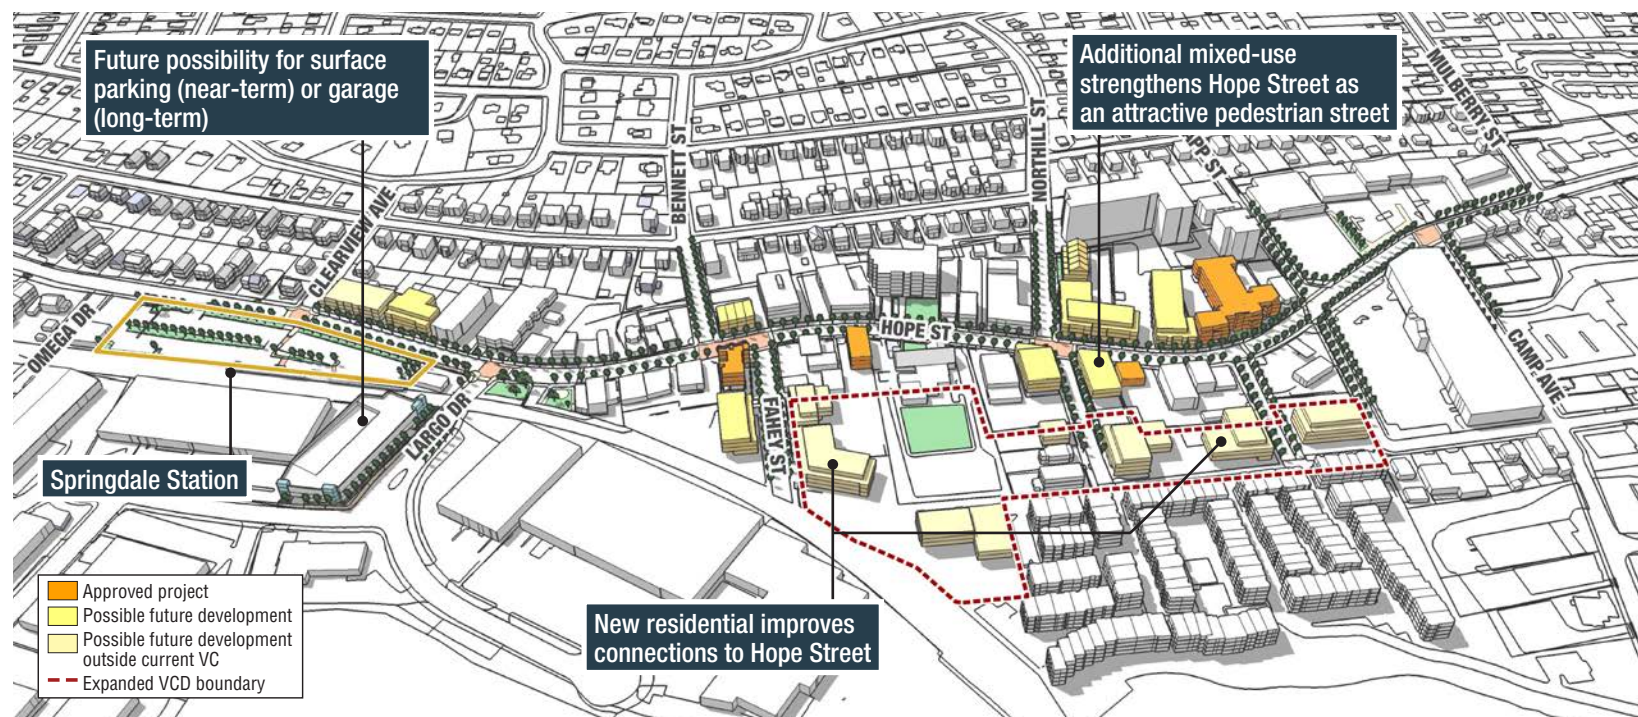 Future possibility for surface
parking (near-term) or garage
(long-term)
Additional mixed-use
strengthens Hope Street as
an attractive pedestrian street
MULBERRY ST
BENNETT ST
NORTHILL ST
CLEARVIEW AVE
OMEGA DR
HOPE ST
CAMP AVE
LARGO DR
FAHEY ST
Springdale Station
New residential improves
connections to Hope Street
Approved project
Possible future development
Possible future development
outside current VC
Expanded VCD boundary